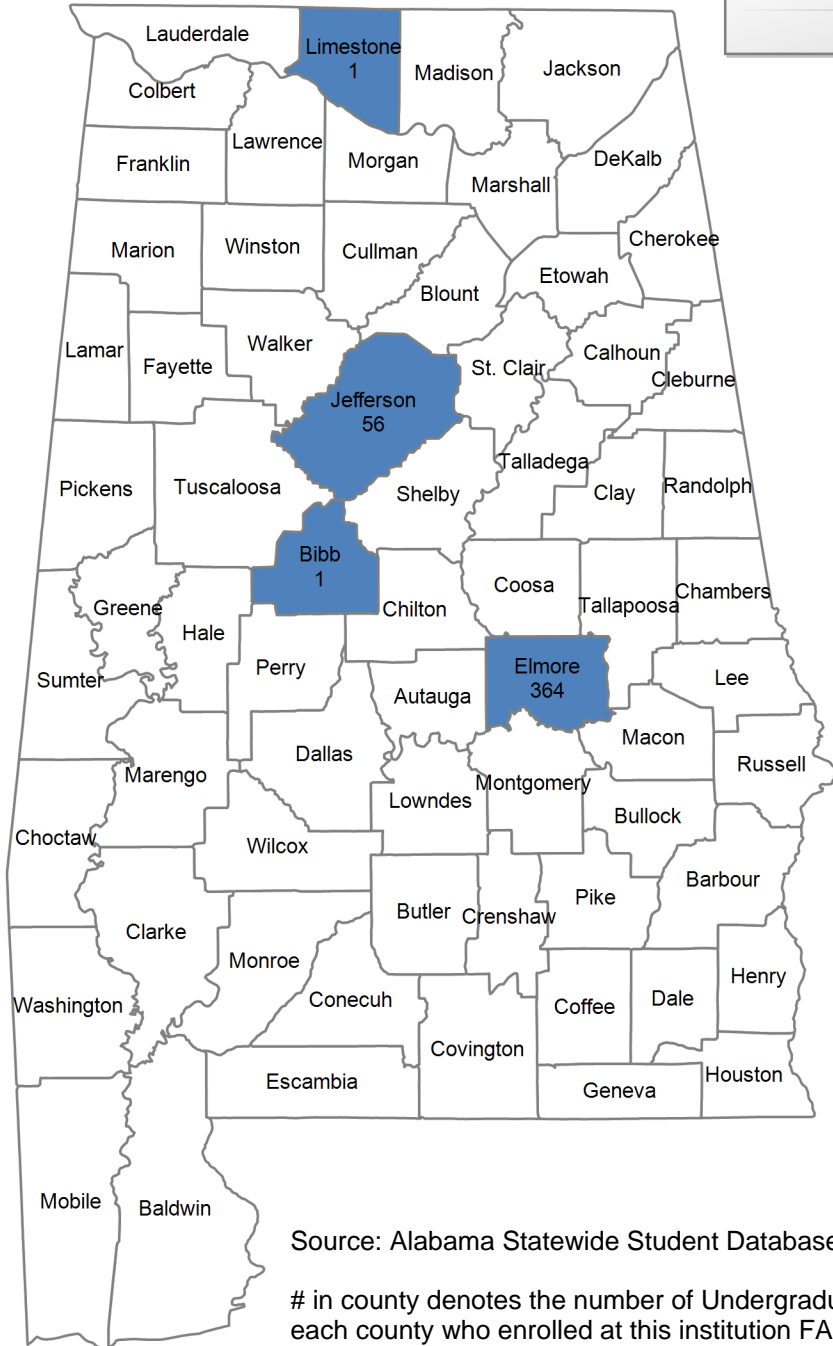 Lauderdale
Limestone
1
Madison
Jackson
Colbert
Lawrence
Franklin
Morgan
DeKalb
Marshall
Cherokee
Marion
Winston
Cullman
Etowah
Blount
Lamar
Fayette
Walker
St. Clair
Calhoun
Cleburne
Jefferson
56
Talladega
Pickens
Tuscaloosa
Shelby
Clay
Randolph
Bibb
1
Coosa
Chambers
Tallapoosa
Greene
Hale
Chilton
Perry
Elmore
364
Lee
Sumter
Autauga
Macon
Dallas
Russell
Marengo
Montgomery
Lowndes
Bullock
Choctaw
Wilcox
Barbour
Pike
Butler
Crenshaw
Clarke
Monroe
Henry
Washington
Conecuh
Coffee
Dale
Covington
Escambia
Houston
Geneva
Mobile
Baldwin
Source: Alabama Statewide Student Database
# in county denotes the number of Undergradu
each county who enrolled at this institution FA